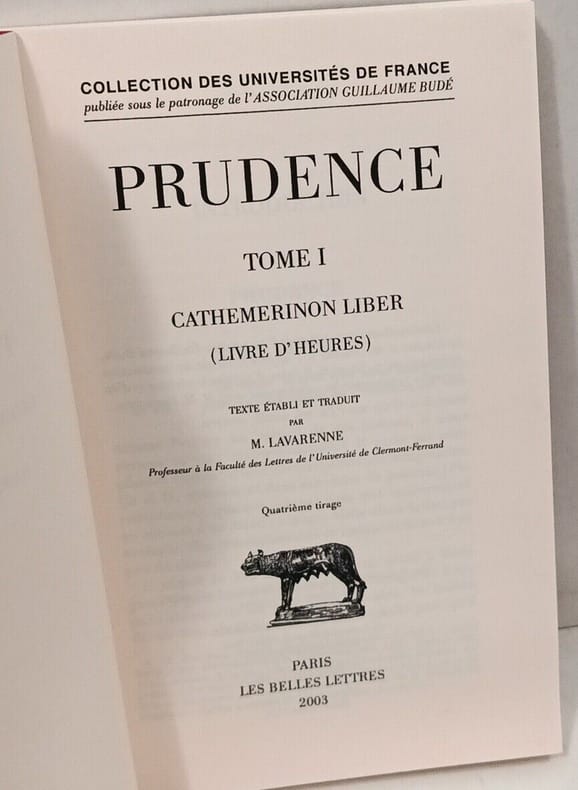 COLLECTION DES UNIVERSITÉS DE FRANCE
publiée sous le patronage de l'ASSOCIATION GUILLAUME BUDÉ
PRUDENCE
TOME I
CATHEMERINON LIBER
(LIVRE D'HEURES)
TEXTE ÉTABLI ET TRADUIT
PAR
M. LAVARENNE
Professeur à la Faculté des Lettres de l'Université de Clermont-Ferrand
Quatrième tirage
PARIS
LES BELLES LETTRES
2003